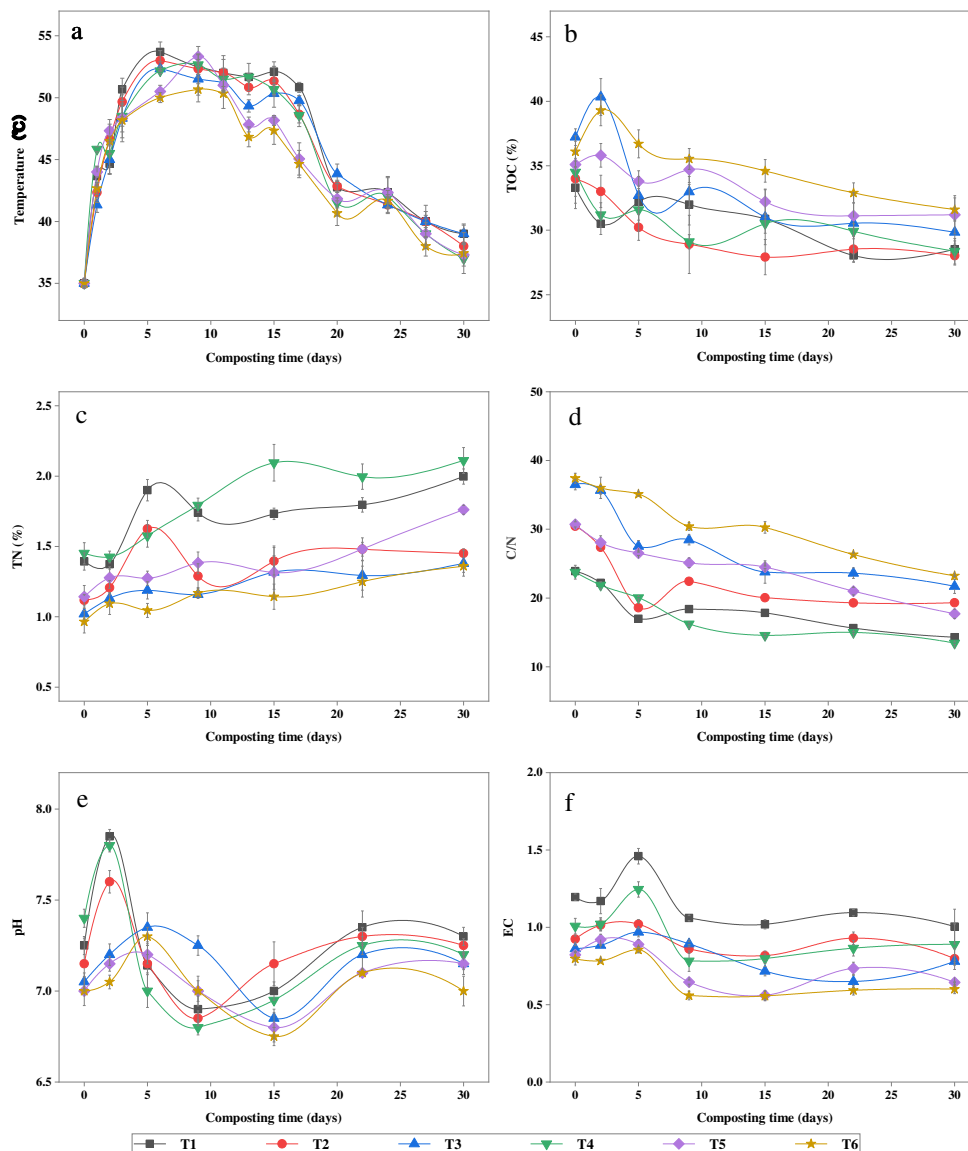 a
55
50
45
40
35
Temperature (℃)
0 5 10 15 20 25 30
Composting time (days)
b
45
40
35
30
25
TOC (%)
0 5 10 15 20 25 30
Composting time (days)
c
2.5
2.0
1.5
1.0
0.5
TN (%)
0 5 10 15 20 25 30
Composting time (days)
d
50
40
30
20
10
C/N
0 5 10 15 20 25 30
Composting time (days)
e
8.0
7.5
7.0
6.5
pH
0 5 10 15 20 25 30
Composting time (days)
f
2.0
1.5
1.0
0.5
0.0
EC
0 5 10 15 20 25 30
Composting time (days)
T1 T2 T3 T4 T5 T6